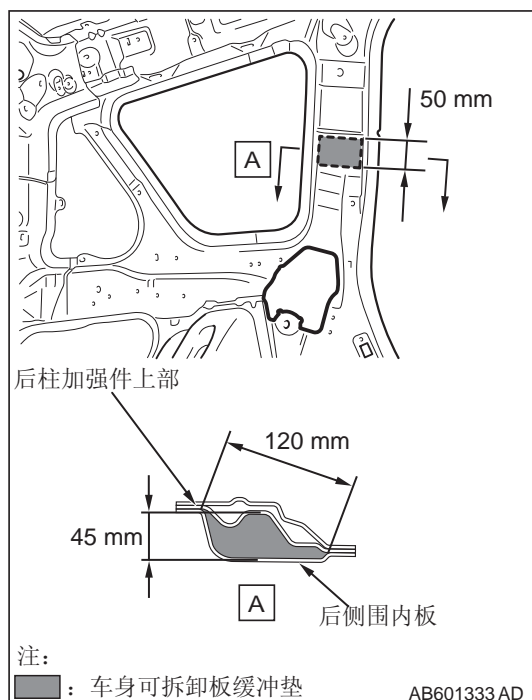 50 mm
A
后柱加强件上部
120 mm
45 mm
A
后侧围内板
注：
：车身可拆卸板缓冲垫
AB601333 AD